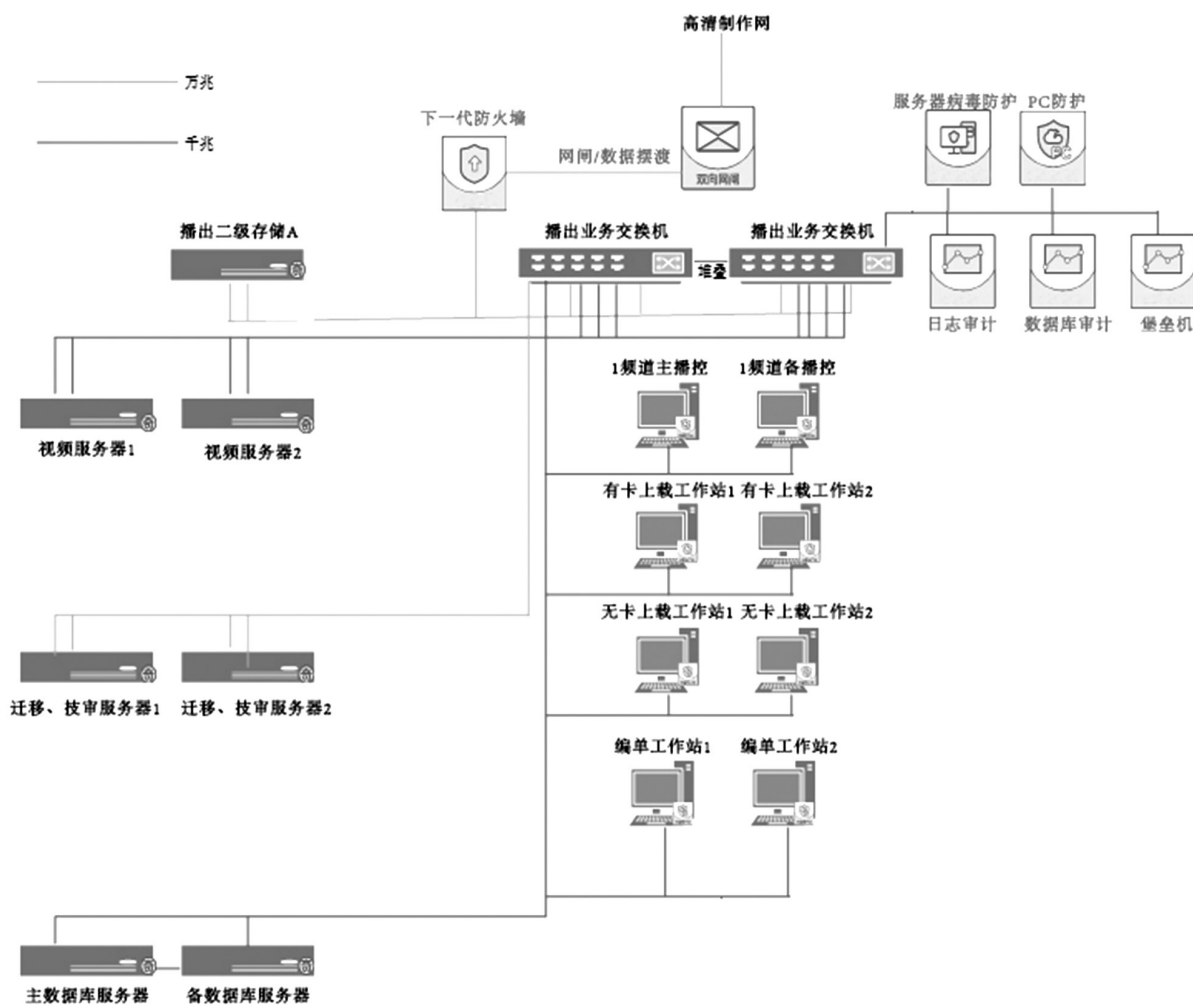 高清制作网
万兆
千兆
下一代防火墙
网闸/数据摆渡
双向网闸
服务器病毒防护
PC防护
PC
播出二级存储A
播出业务交换机
堆叠
播出业务交换机
日志审计
数据库审计
堡垒机
1频道主播控
1频道备播控
视频服务器1
视频服务器2
有卡上载工作站1
有卡上载工作站2
无卡上载工作站1
无卡上载工作站2
迁移、技审服务器1
迁移、技审服务器2
编单工作站1
编单工作站2
主数据库服务器
备数据库服务器